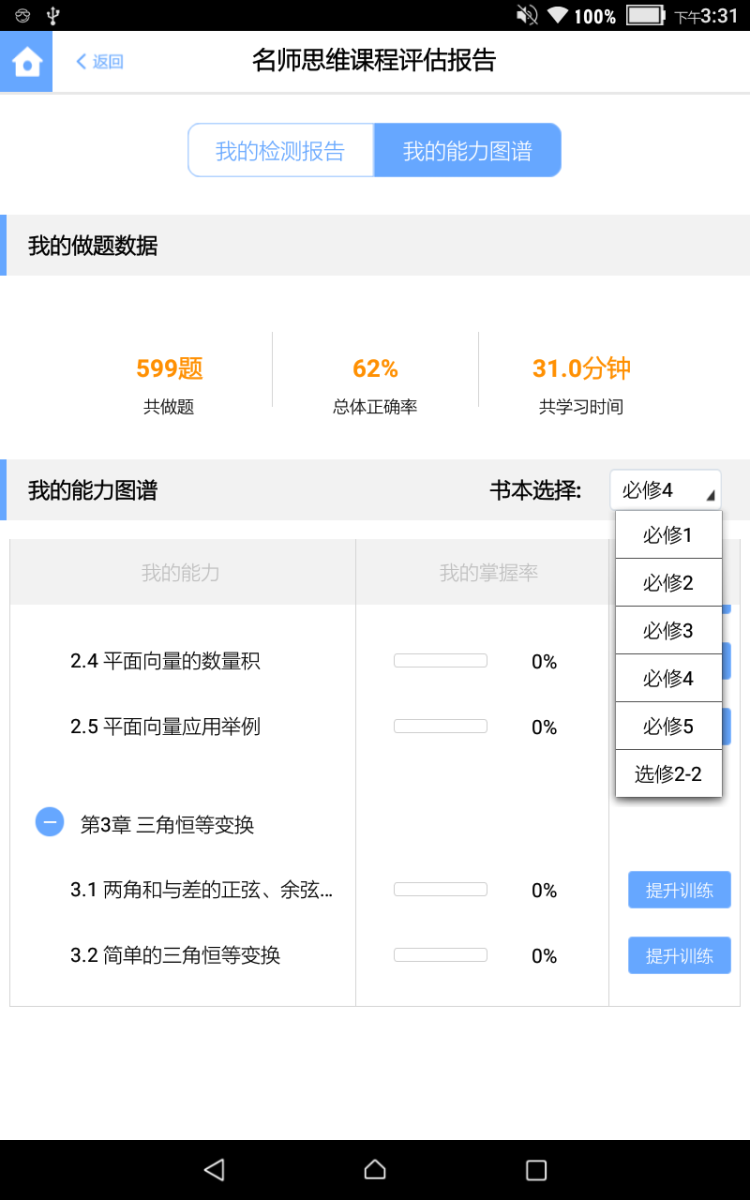 100% 下午3:31
返回 名师思维课程评估报告
我的检测报告 我的能力图谱
我的做题数据
599题 62% 31.0分钟
共做题 总体正确率 共学习时间
我的能力图谱 书本选择: 必修4
必修1
必修2
必修3
必修4
必修5
选修2-2
我的能力 我的掌握率
2.4 平面向量的数量积 0%
2.5 平面向量应用举例 0%
第3章 三角恒等变换
3.1 两角和与差的正弦、余弦... 0% 提升训练
3.2 简单的三角恒等变换 0% 提升训练